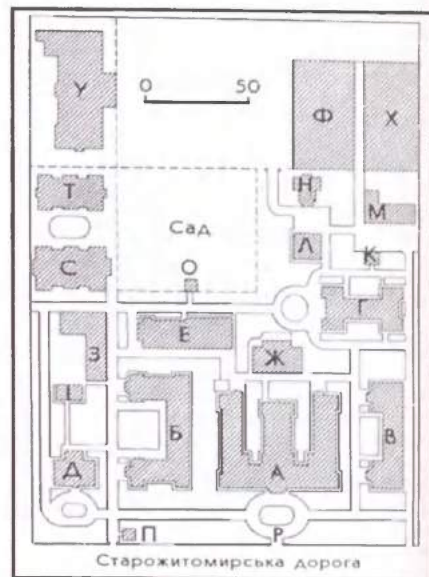 У
0 50
Ф
Х
Т
Н
М
Сад
Л
С
О
К
Г
Е
З
Ж
І
Б
В
Д
А
П
Р
Старожитомирська дорога